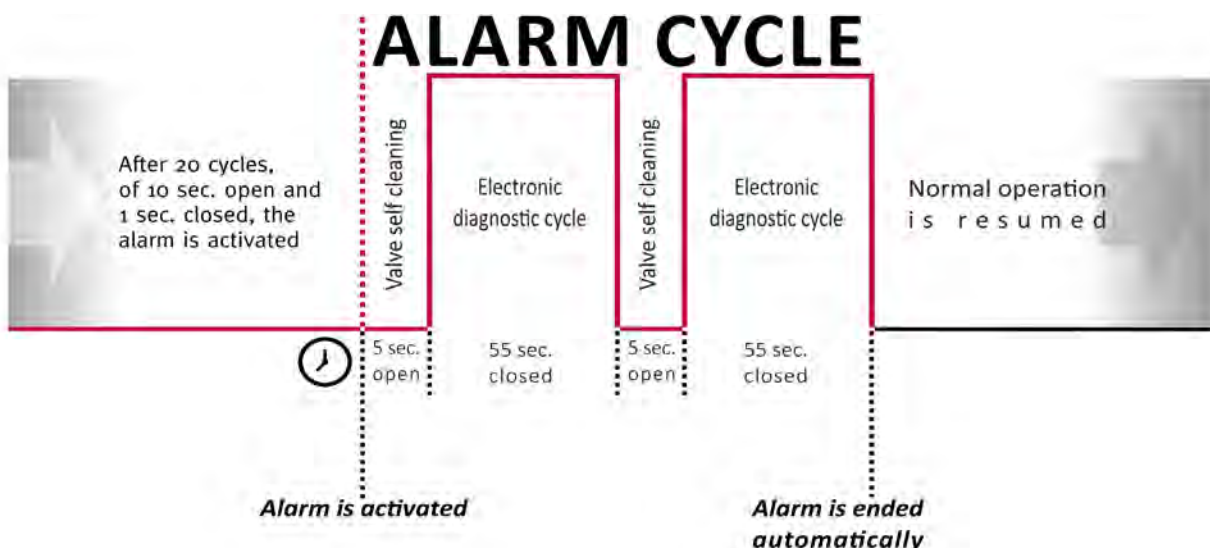 ALARM CYCLE
After 20 cycles,
of 10 sec. open and
1 sec. closed, the
alarm is activated
Valve self cleaning
Electronic
diagnostic cycle
Valve self cleaning
Electronic
diagnostic cycle
Normal operation
is resumed
5 sec.
open
55 sec.
closed
5 sec.
open
55 sec.
closed
Alarm is activated
Alarm is ended
automatically